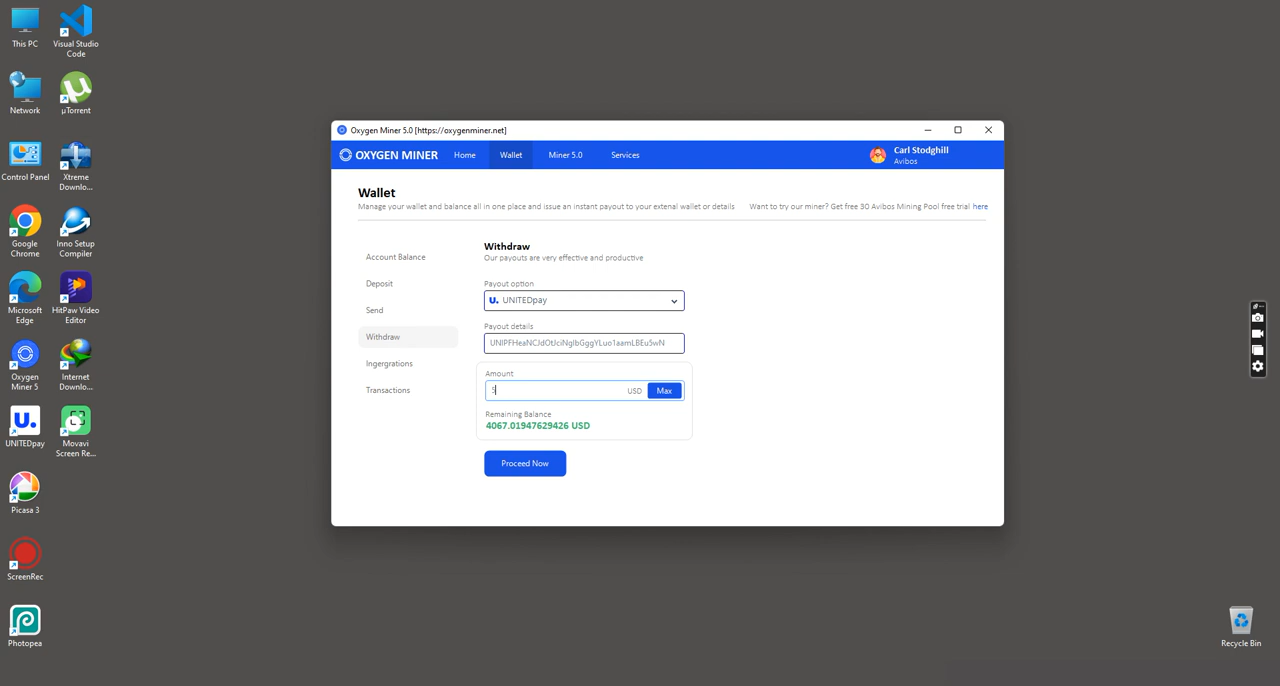 This PC
Visual Studio
Code
Network
µTorrent
Control Panel
Xtreme
Downlo...
Google
Chrome
Inno Setup
Compiler
Microsoft
Edge
HitPaw Video
Editor
Oxygen
Miner 5
Internet
Downlo...
U.
UNITEDpay
Movavi
Screen Re...
Picasa 3
ScreenRec
Photopea
Oxygen Miner 5.0 [https://oxygenminer.net]
OXYGEN MINER
Home
Wallet
Miner 5.0
Services
Carl Stodghill
Avibos
Wallet
Manage your wallet and balance all in one place and issue an instant payout to your extenal wallet or details
Want to try our miner? Get free 30 Avibos Mining Pool free trial here
Account Balance
Deposit
Send
Withdraw
Ingergrations
Transactions
Withdraw
Our payouts are very effective and productive
Payout option
U. UNITEDpay
Payout details
Amount
5
USD
Max
Remaining Balance
4067.01947629426 USD
Proceed Now
Recycle Bin